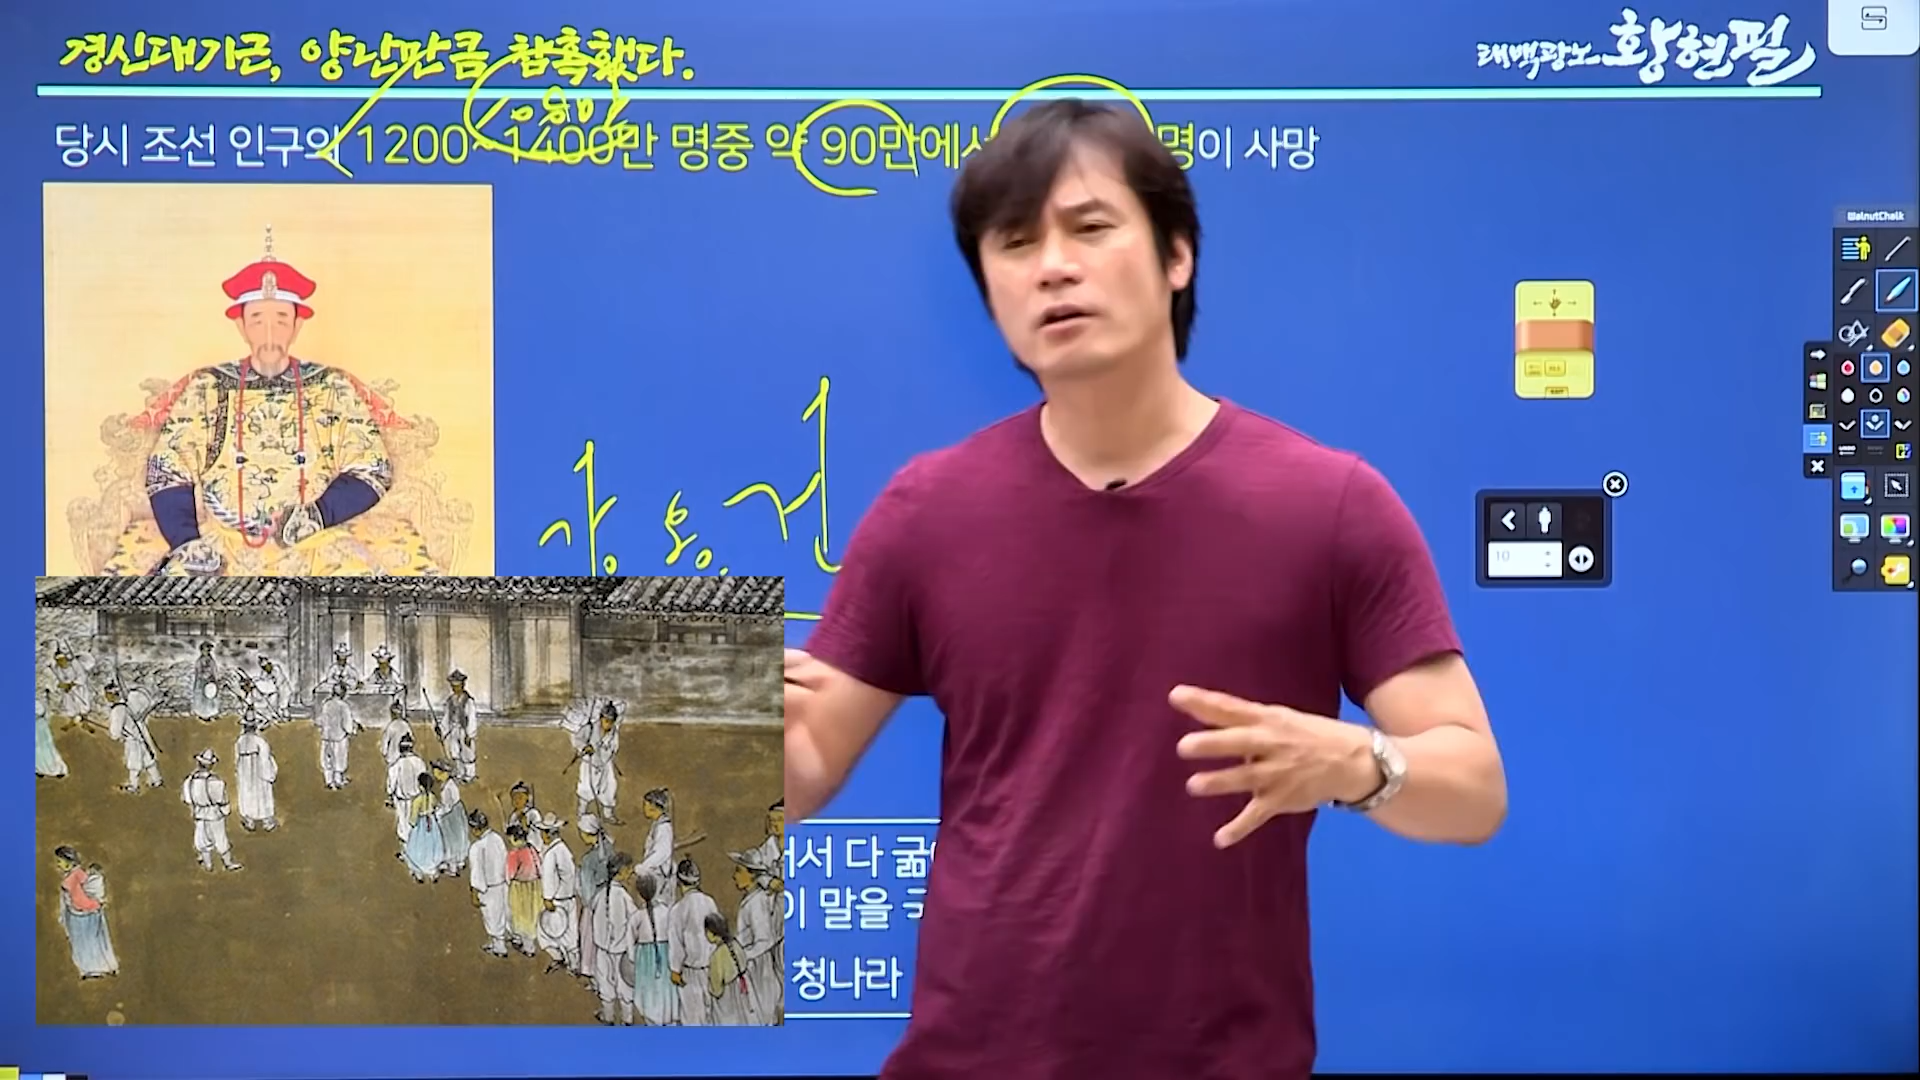 경신대기근, 양난만큼 참혹했다.
태백광노 황현필
당시 조선 인구의 1200~1400만 명중 약 90만에서 명이 사망
WalnutChalk
강옹건
10
서 다 굶
이 말을
청나라